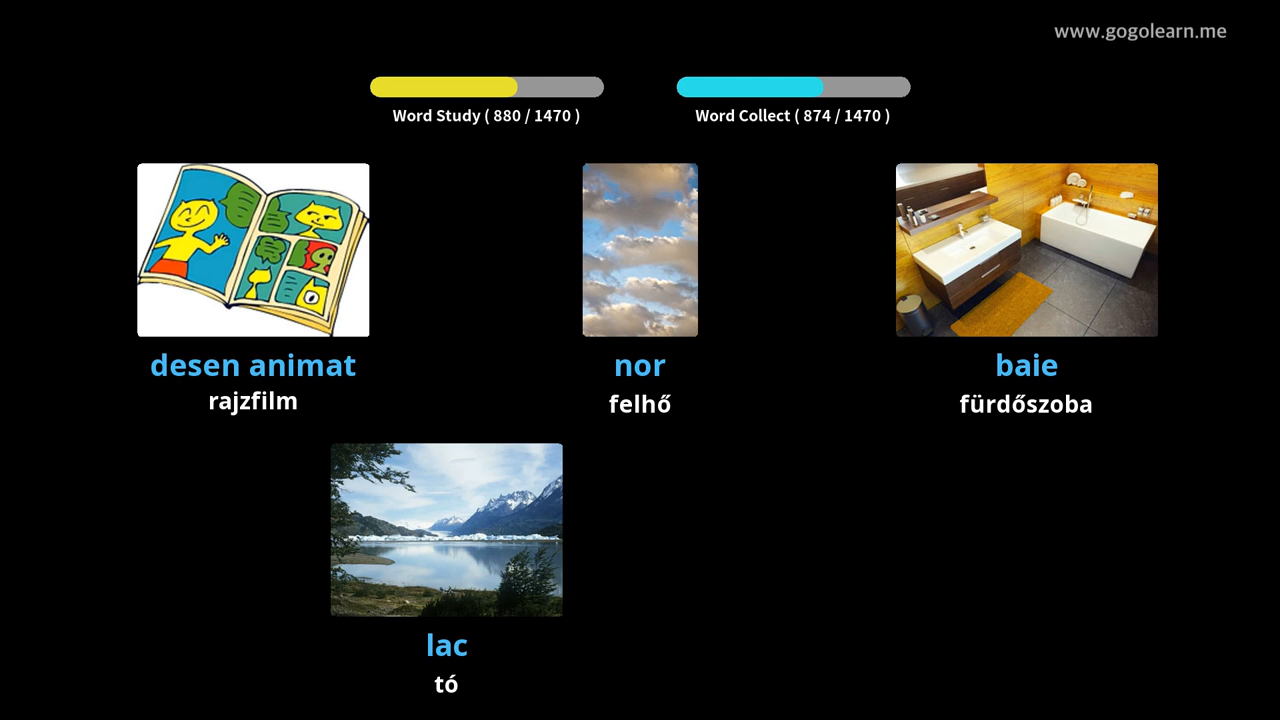 www.gogolearn.me
Word Study ( 880 / 1470 )
Word Collect ( 874 / 1470 )
desen animat
rajzfilm
nor
felhő
baie
fürdőszoba
lac
tó